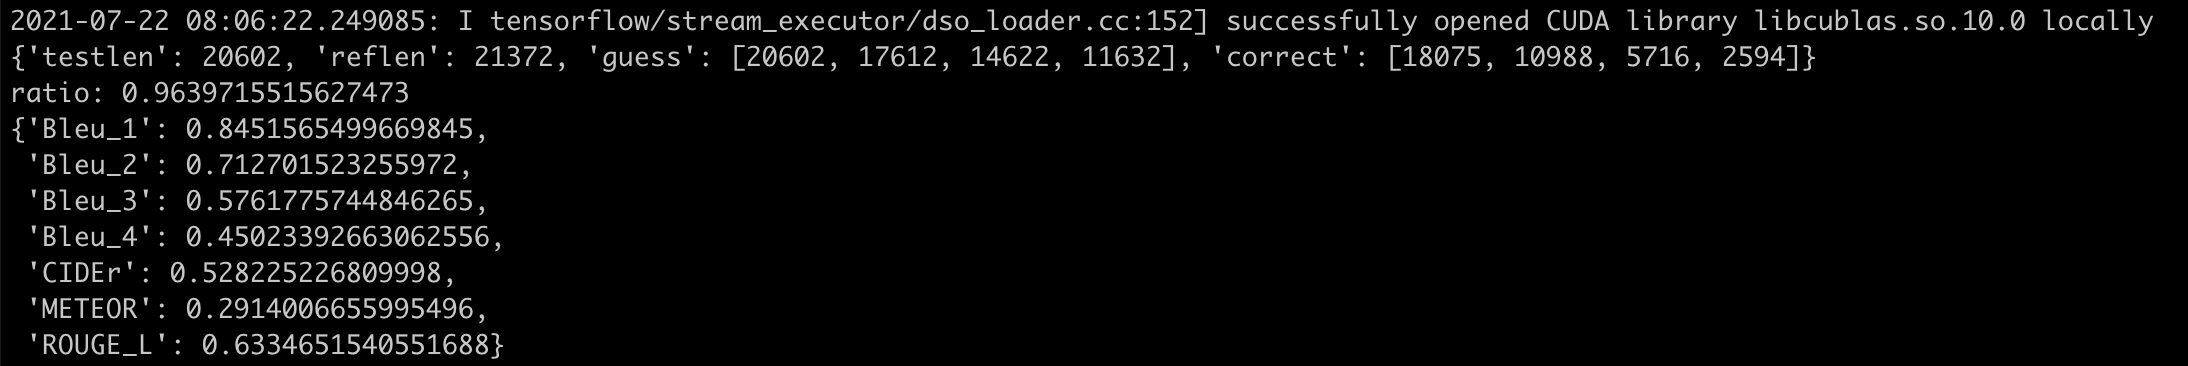 2021-07-22 08:06:22.249085: I tensorflow/stream_executor/dso_loader.cc:152] successfully opened CUDA library libcublas.so.10.0 locally
{'testlen': 20602, 'reflen': 21372, 'guess': [20602, 17612, 14622, 11632], 'correct': [18075, 10988, 5716, 2594]}
ratio: 0.9639715515627473
{'Bleu_1': 0.8451565499669845,
 'Bleu_2': 0.712701523255972,
 'Bleu_3': 0.5761775744846265,
 'Bleu_4': 0.45023392663062556,
 'CIDEr': 0.528225226809998,
 'METEOR': 0.2914006655995496,
 'ROUGE_L': 0.6334651540551688}